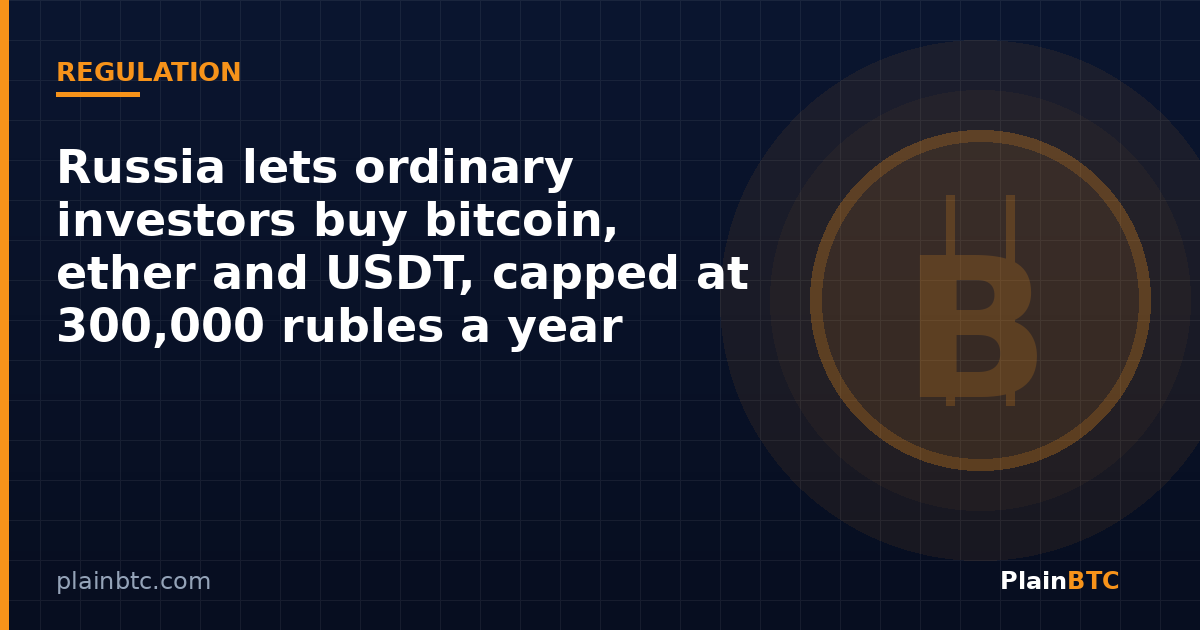 REGULATION
Russia lets ordinary
investors buy bitcoin,
ether and USDT, capped at
300,000 rubles a year
plainbtc.com
PlainBTC